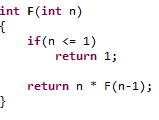 int F(int n)
{
    if(n <= 1)
        return 1;

    return n * F(n-1);
}